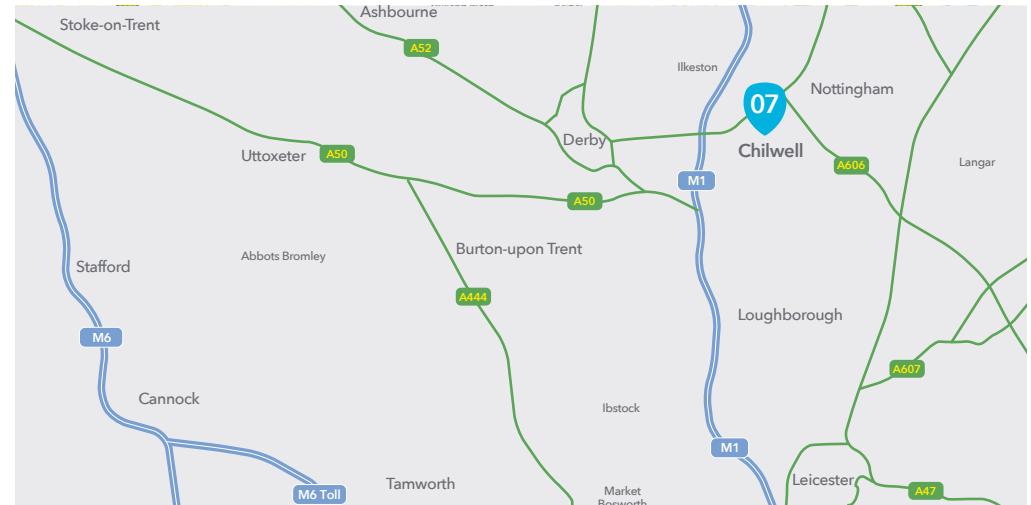 Ashbourne
Stoke-on-Trent
A52
Ilkeston
Nottingham
07
Derby
Chilwell
Uttoxeter
A50
A606
Langar
M1
A50
Abbots Bromley
Burton-upon Trent
Stafford
A444
Loughborough
M6
A607
Cannock
Ibstock
M1
Tamworth
Leicester
M6 Toll
A47
Market
Bosworth